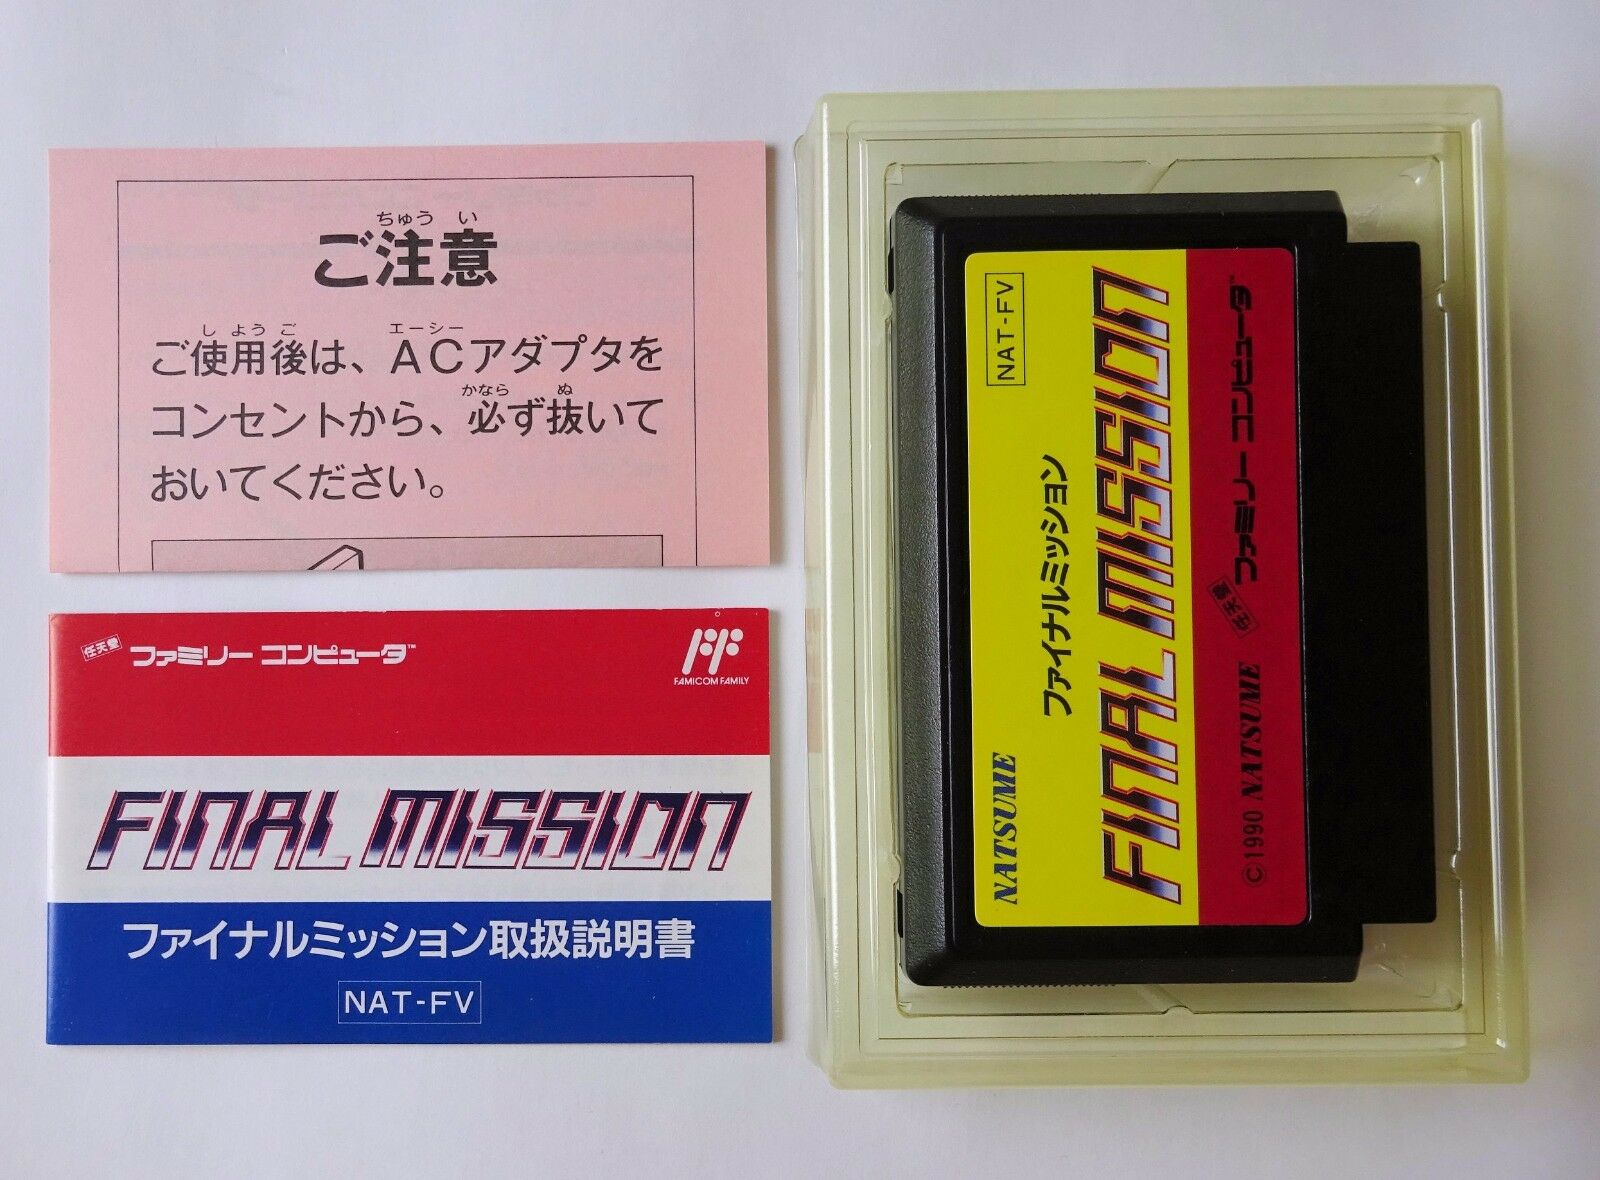 ちゅうい
ご注意
しようご エーシー
ご使用後は、ACアダプタを
かなら ぬ
コンセントから、必ず抜いて
おいてください。
任天堂 ファミリー コンピュータ™
FAMICOM FAMILY
FINAL MISSION
ファイナルミッション取扱説明書
NAT-FV
NATSUME
NAT-FV
ファイナルミッション
FINAL MISSION
任天堂 ファミリー コンピュータ™
©1990 NATSUME